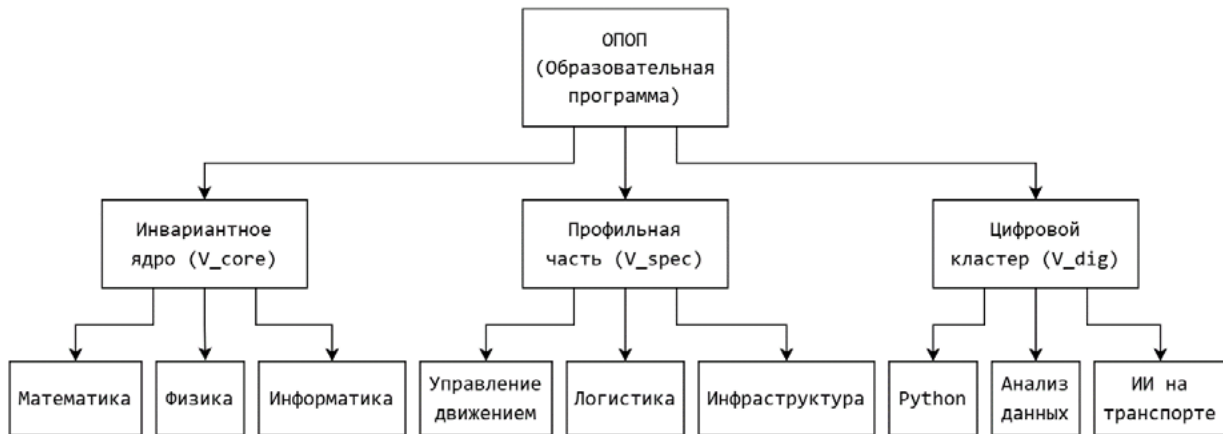 ОПОП
(Образовательная
программа)
Инвариантное
ядро (V_core)
Профильная
часть (V_spec)
Цифровой
кластер (V_dig)
Математика
Физика
Информатика
Управление
движением
Логистика
Инфраструктура
Python
Анализ
данных
ИИ на
транспорте